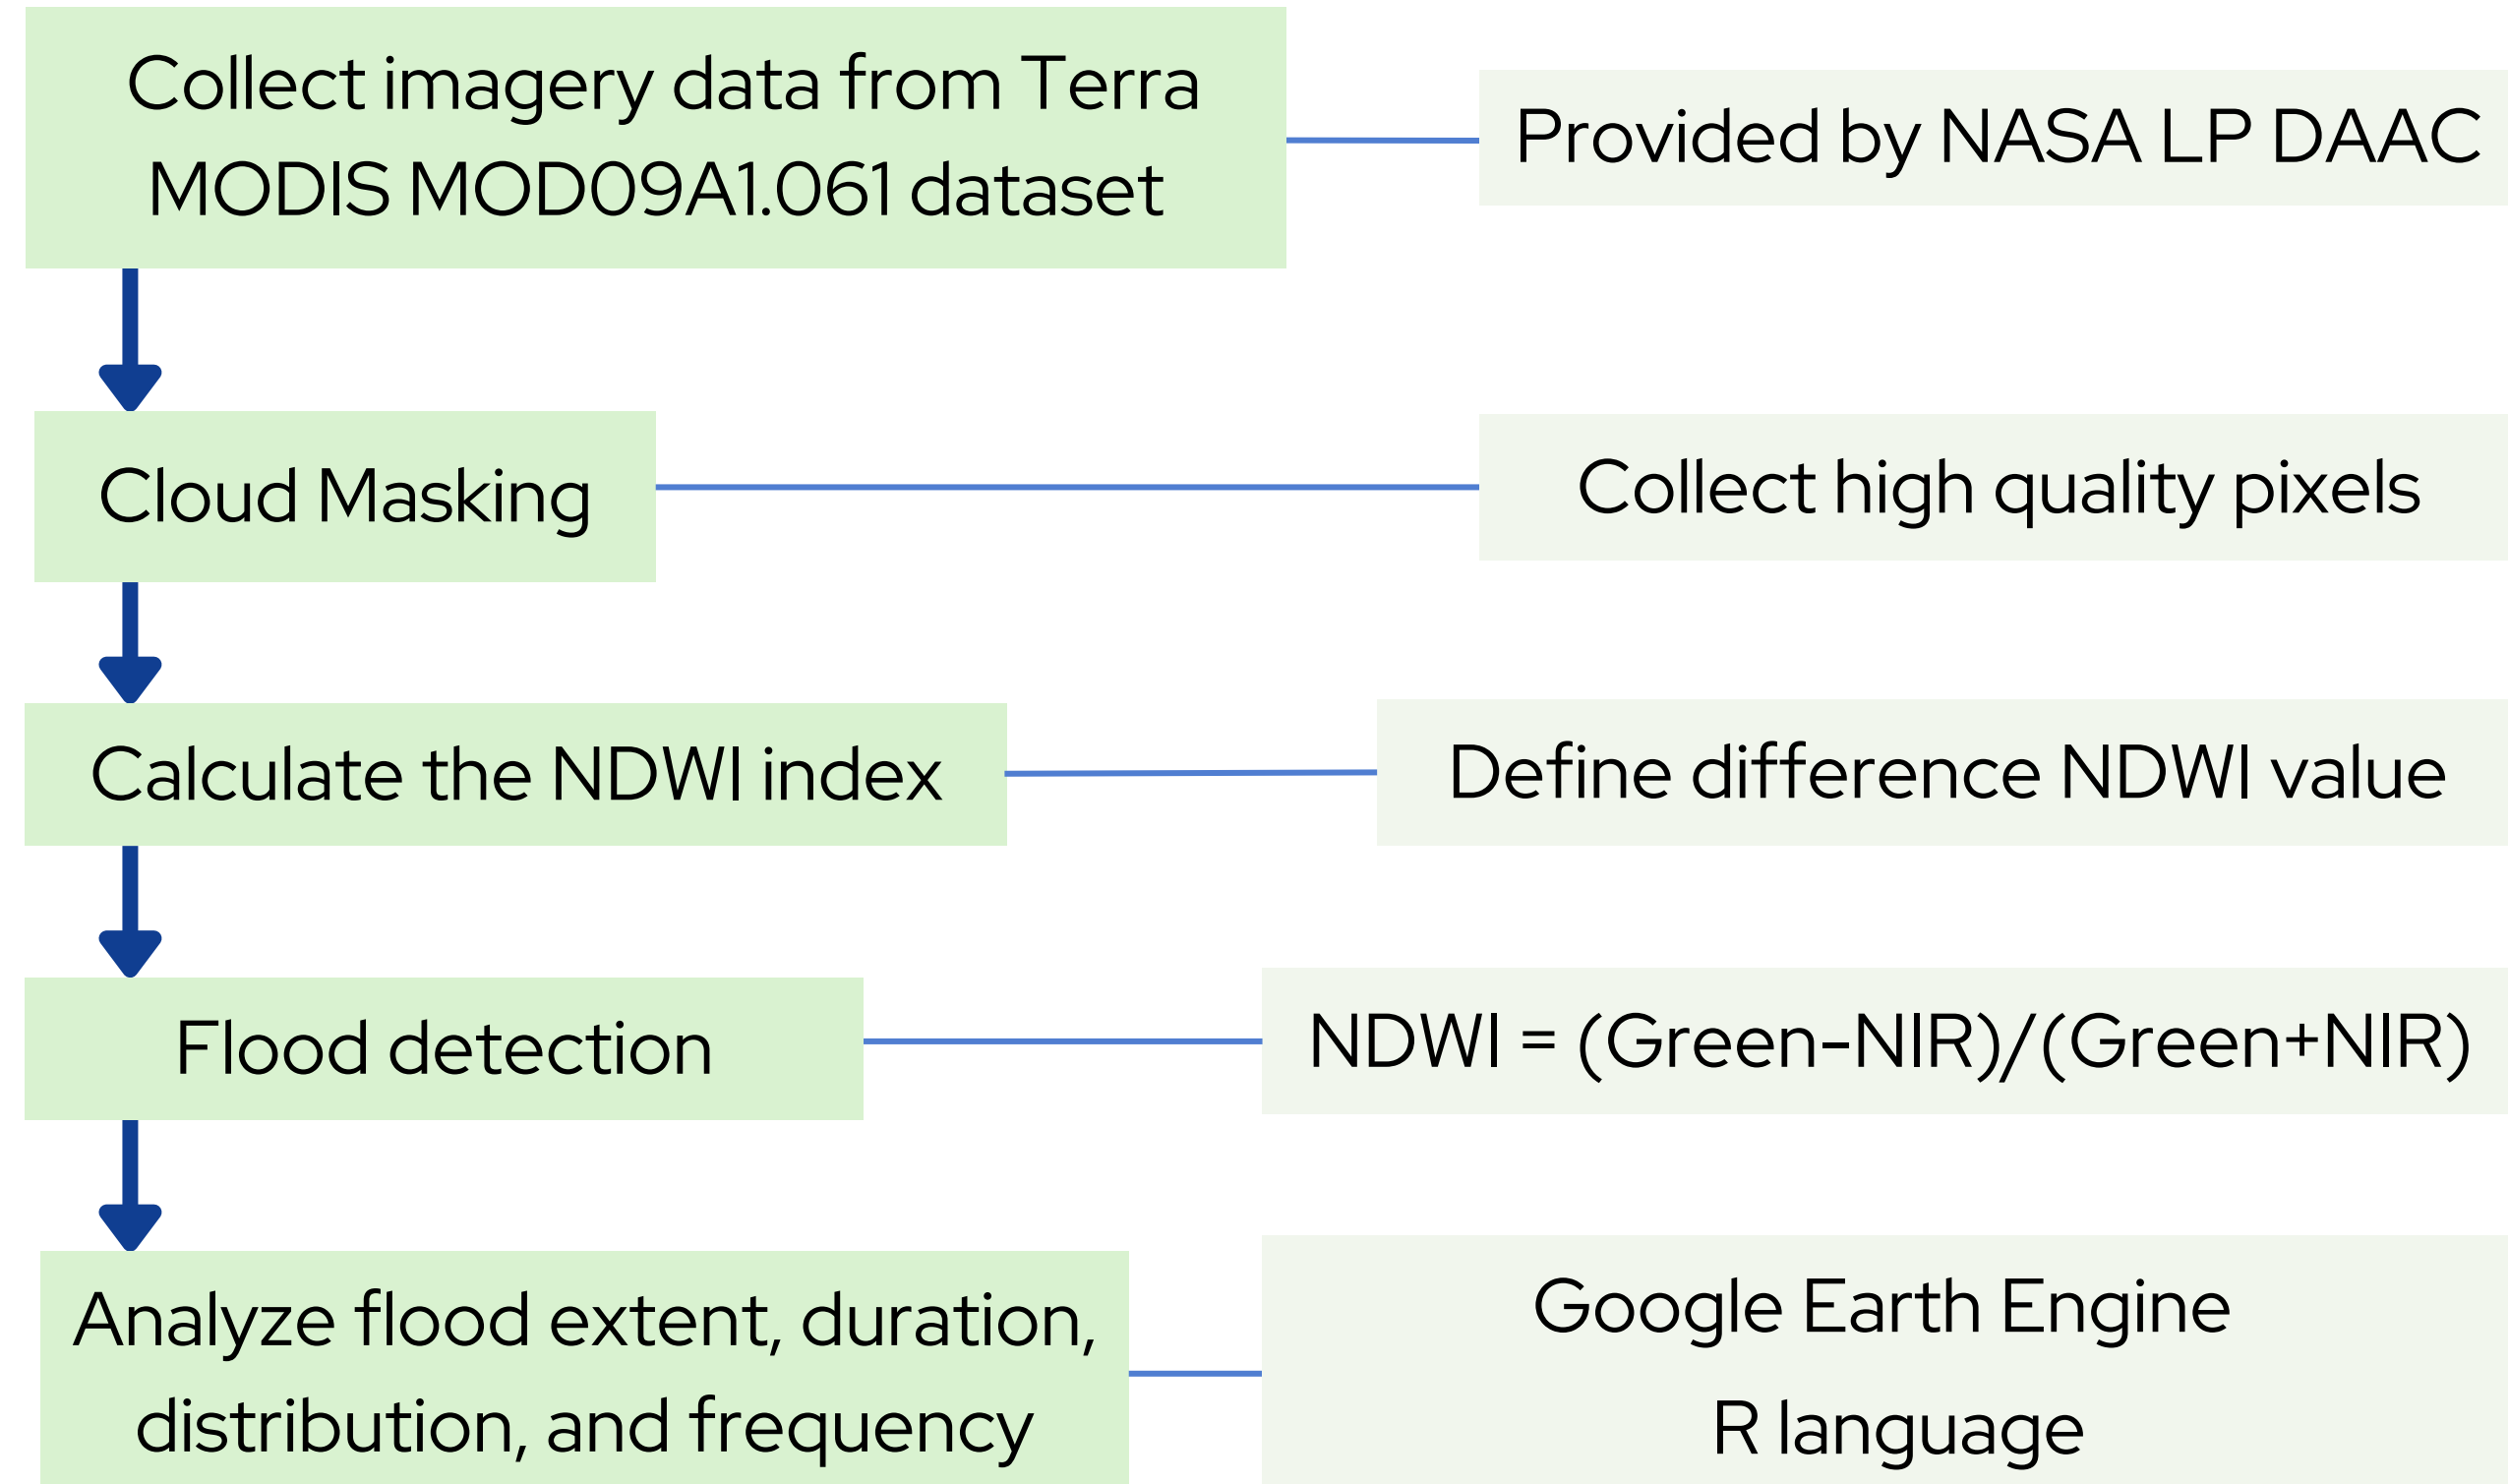 Collect imagery data from Terra
MODIS MOD09A1.061 dataset
Provided by NASA LP DAAC
Cloud Masking
Collect high quality pixels
Calculate the NDWI index
Define difference NDWI value
Flood detection
NDWI = (Green-NIR)/(Green+NIR)
Analyze flood extent, duration,
distribution, and frequency
Google Earth Engine
R language